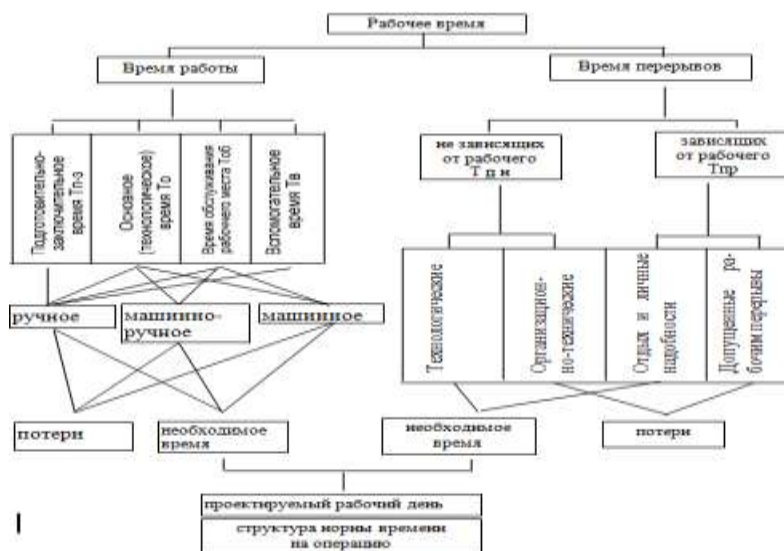 Рабочее время
Время работы
Время перерывов
Подготовительно-
заключительное
время Тп-з
Основное
(технологическое)
время То
Время обслуживания
рабочего места Тоб
Вспомогательное
время Тв
не зависящих
от рабочего
Т п н
зависящих
от рабочего
Тпр
ручное
машинно-
ручное
машинное
Технологические
Организацион-
но-технические
Отдых и личные
надобности
Допущенные ра-
бочим перерывы
потери
необходимое
время
необходимое
время
потери
проектируемый рабочий день
структура нормы времени
на операцию